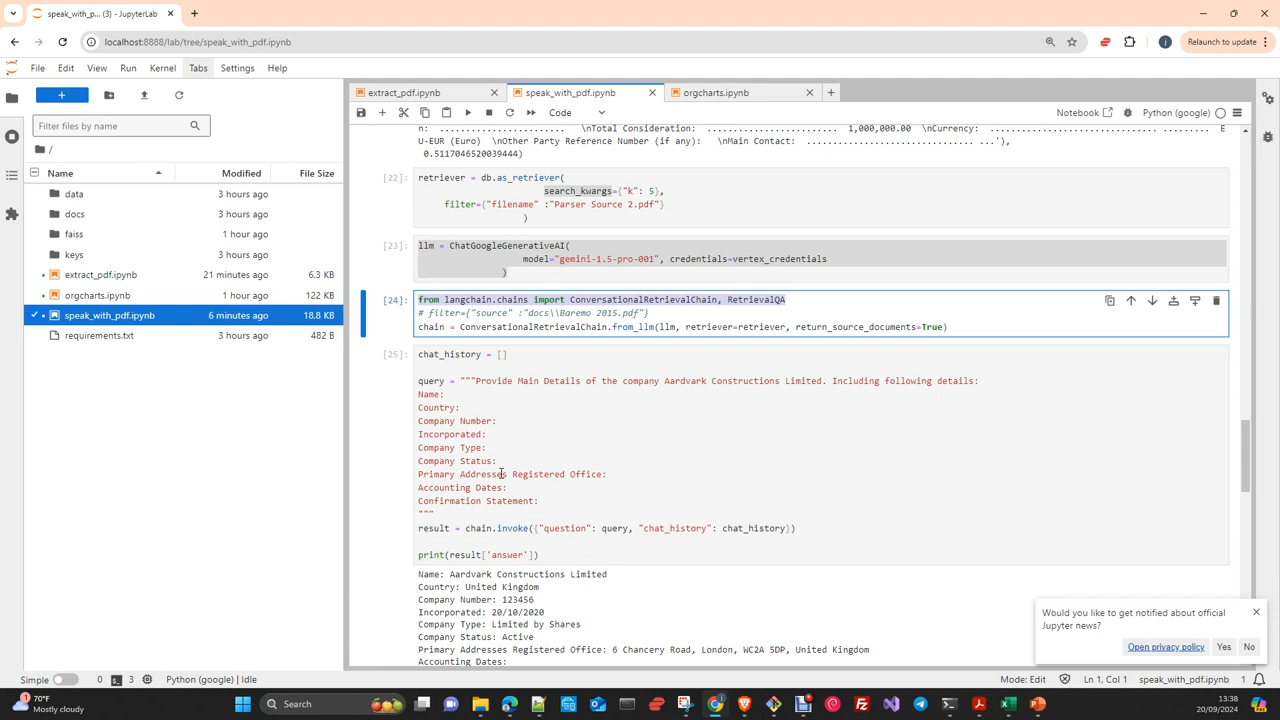 speak_with_p... (3) - JupyterLab
localhost:8888/lab/tree/speak_with_pdf.ipynb
Relaunch to update
File Edit View Run Kernel Tabs Settings Help
extract_pdf.ipynb
speak_with_pdf.ipynb
orgcharts.ipynb
Code
Notebook
Python (google)
Filter files by name
/
Name Modified File Size
data 3 hours ago
docs 3 hours ago
faiss 1 hour ago
keys 3 hours ago
extract_pdf.ipynb 21 minutes ago 6.3 KB
orgcharts.ipynb 1 hour ago 122 KB
speak_with_pdf.ipynb 6 minutes ago 18.8 KB
requirements.txt 3 hours ago 482 B
n: ........................ \nTotal Consideration: ......................... 1,000,000.00 \nCurrency: ................................... E
U-EUR (Euro) \nOther Party Reference Number (if any): \nMain Contact: ............................ ...'),
0.5117046520039444)
[22]: retriever = db.as_retriever(
search_kwargs={"k": 5},
filter={"filename" :"Parser Source 2.pdf"}
)
[23]: llm = ChatGoogleGenerativeAI(
model="gemini-1.5-pro-001", credentials=vertex_credentials
)
[24]: from langchain.chains import ConversationalRetrievalChain, RetrievalQA
# filter={"source" :"docs\\Baremo 2015.pdf"}
chain = ConversationalRetrievalChain.from_llm(llm, retriever=retriever, return_source_documents=True)
[25]: chat_history = []
query = """Provide Main Details of the company Aardvark Constructions Limited. Including following details:
Name:
Country:
Company Number:
Incorporated:
Company Type:
Company Status:
Primary Addresses Registered Office:
Accounting Dates:
Confirmation Statement:
"""
result = chain.invoke({"question": query, "chat_history": chat_history})
print(result['answer'])
Name: Aardvark Constructions Limited
Country: United Kingdom
Company Number: 123456
Incorporated: 20/10/2020
Company Type: Limited by Shares
Company Status: Active
Primary Addresses Registered Office: 6 Chancery Road, London, WC2A 5DP, United Kingdom
Accounting Dates:
Would you like to get notified about official
Jupyter news?
Open privacy policy Yes No
Simple 0 3 Python (google) | Idle
Mode: Edit Ln 1, Col 1 speak_with_pdf.ipynb 1
70°F
Mostly cloudy
Search
13:38
20/09/2024